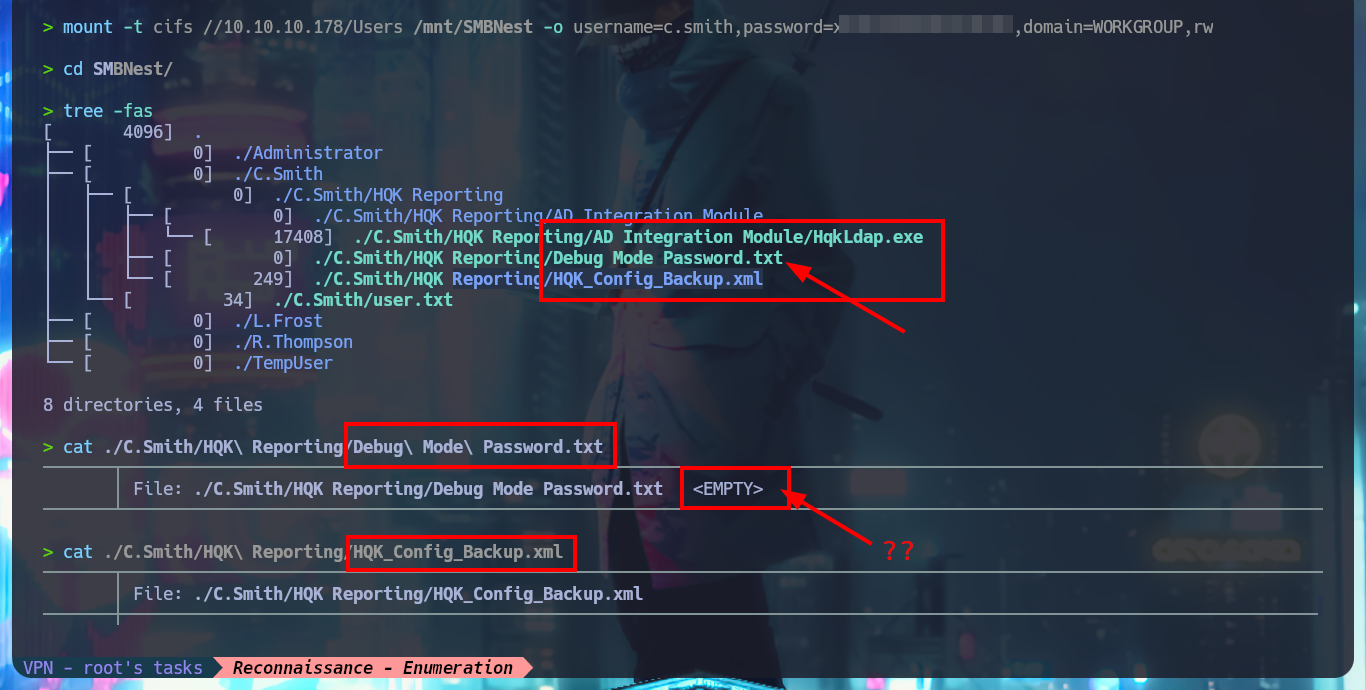 > mount -t cifs //10.10.10.178/Users /mnt/SMBNest -o username=c.smith,password=x ,domain=WORKGROUP,rw
> cd SMBNest/
> tree -fas
[       4096]  .
├── [          0]  ./Administrator
├── [          0]  ./C.Smith
│   ├── [          0]  ./C.Smith/HQK Reporting
│   │   ├── [          0]  ./C.Smith/HQK Reporting/AD Integration Module
│   │   │   └── [      17408]  ./C.Smith/HQK Reporting/AD Integration Module/HqkLdap.exe
│   │   ├── [          0]  ./C.Smith/HQK Reporting/Debug Mode Password.txt
│   │   └── [        249]  ./C.Smith/HQK Reporting/HQK_Config_Backup.xml
│   └── [         34]  ./C.Smith/user.txt
├── [          0]  ./L.Frost
├── [          0]  ./R.Thompson
└── [          0]  ./TempUser
8 directories, 4 files
> cat ./C.Smith/HQK\ Reporting/Debug\ Mode\ Password.txt
File: ./C.Smith/HQK Reporting/Debug Mode Password.txt   <EMPTY>
??
> cat ./C.Smith/HQK\ Reporting/HQK_Config_Backup.xml
File: ./C.Smith/HQK Reporting/HQK_Config_Backup.xml
VPN - root's tasks  Reconnaissance - Enumeration